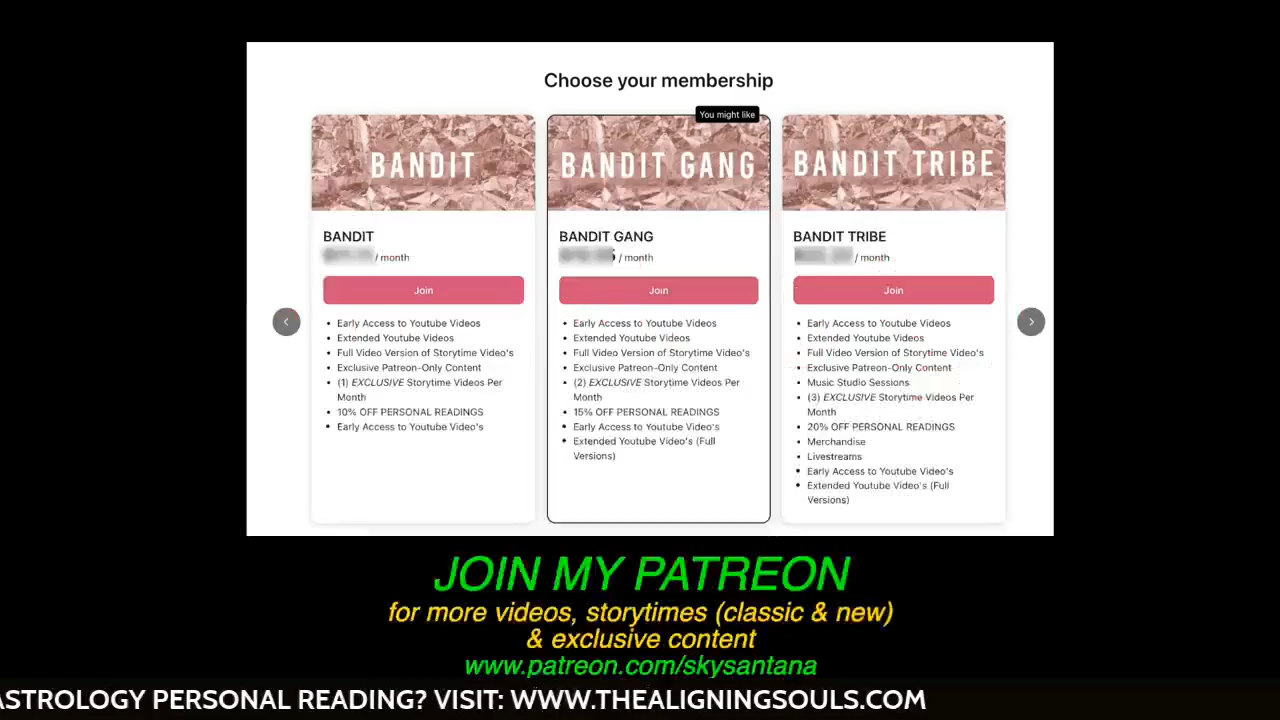 Choose your membership
You might like
BANDIT
BANDIT
/ month
Join
Early Access to Youtube Videos
Extended Youtube Videos
Full Video Version of Storytime Video's
Exclusive Patreon-Only Content
(1) EXCLUSIVE Storytime Videos Per
Month
10% OFF PERSONAL READINGS
Early Access to Youtube Video's
BANDIT GANG
BANDIT GANG
/ month
Join
Early Access to Youtube Videos
Extended Youtube Videos
Full Video Version of Storytime Video's
Exclusive Patreon-Only Content
(2) EXCLUSIVE Storytime Videos Per
Month
15% OFF PERSONAL READINGS
Early Access to Youtube Video's
Extended Youtube Video's (Full
Versions)
BANDIT TRIBE
BANDIT TRIBE
/ month
Join
Early Access to Youtube Videos
Extended Youtube Videos
Full Video Version of Storytime Video's
Exclusive Patreon-Only Content
Music Studio Sessions
(3) EXCLUSIVE Storytime Videos Per
Month
20% OFF PERSONAL READINGS
Merchandise
Livestreams
Early Access to Youtube Video's
Extended Youtube Video's (Full
Versions)
JOIN MY PATREON
for more videos, storytimes (classic & new)
& exclusive content
www.patreon.com/skysantana
ASTROLOGY PERSONAL READING? VISIT: WWW.THEALIGNINGSOULS.COM